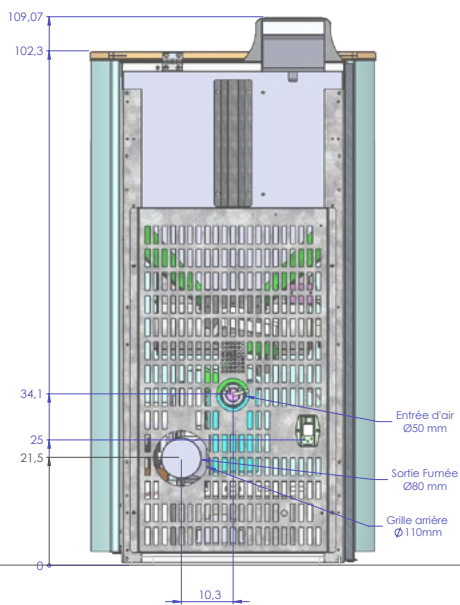 109,07
102,3
34,1
Entrée d'air
Ø50 mm
25
21,5
Sortie Fumée
Ø80 mm
Grille arrière
Ø110mm
0
10,3